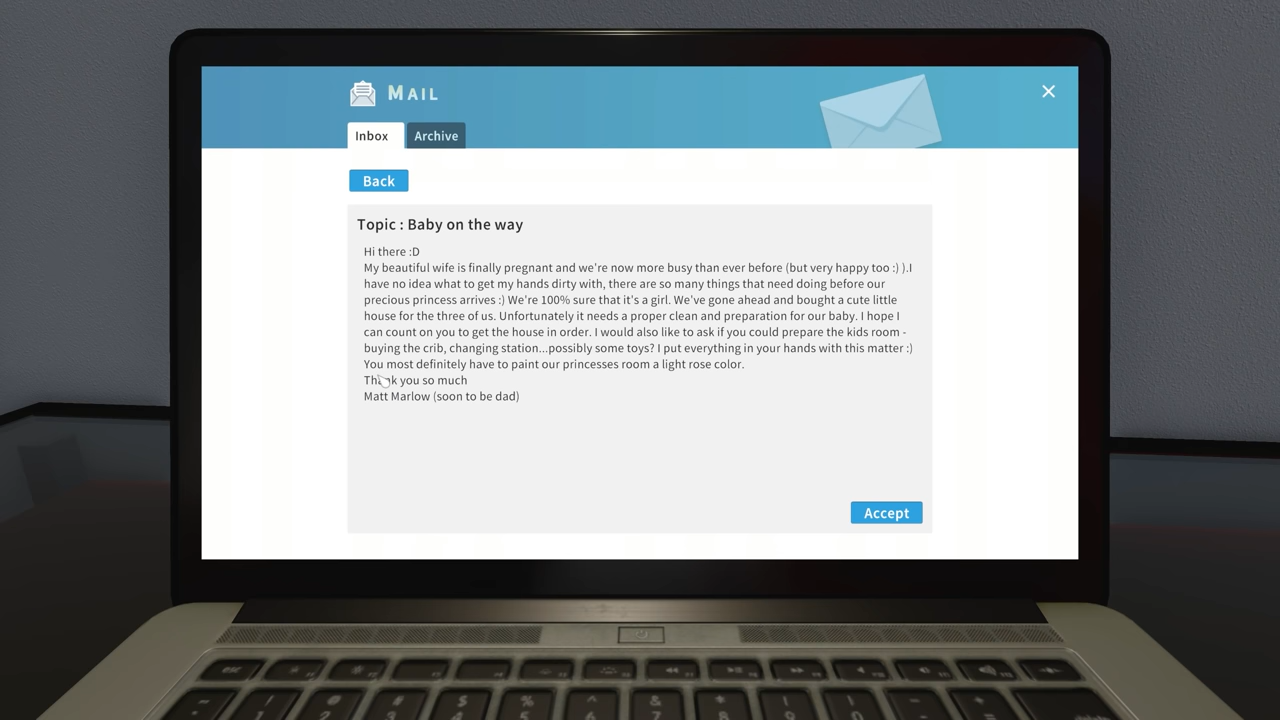 MAIL
Inbox
Archive
Back
Topic : Baby on the way
Hi there :D
My beautiful wife is finally pregnant and we're now more busy than ever before (but very happy too :) ).I
have no idea what to get my hands dirty with, there are so many things that need doing before our
precious princess arrives :) We're 100% sure that it's a girl. We've gone ahead and bought a cute little
house for the three of us. Unfortunately it needs a proper clean and preparation for our baby. I hope I
can count on you to get the house in order. I would also like to ask if you could prepare the kids room -
buying the crib, changing station...possibly some toys? I put everything in your hands with this matter :)
You most definitely have to paint our princesses room a light rose color.
Thank you so much
Matt Marlow (soon to be dad)
Accept
esc